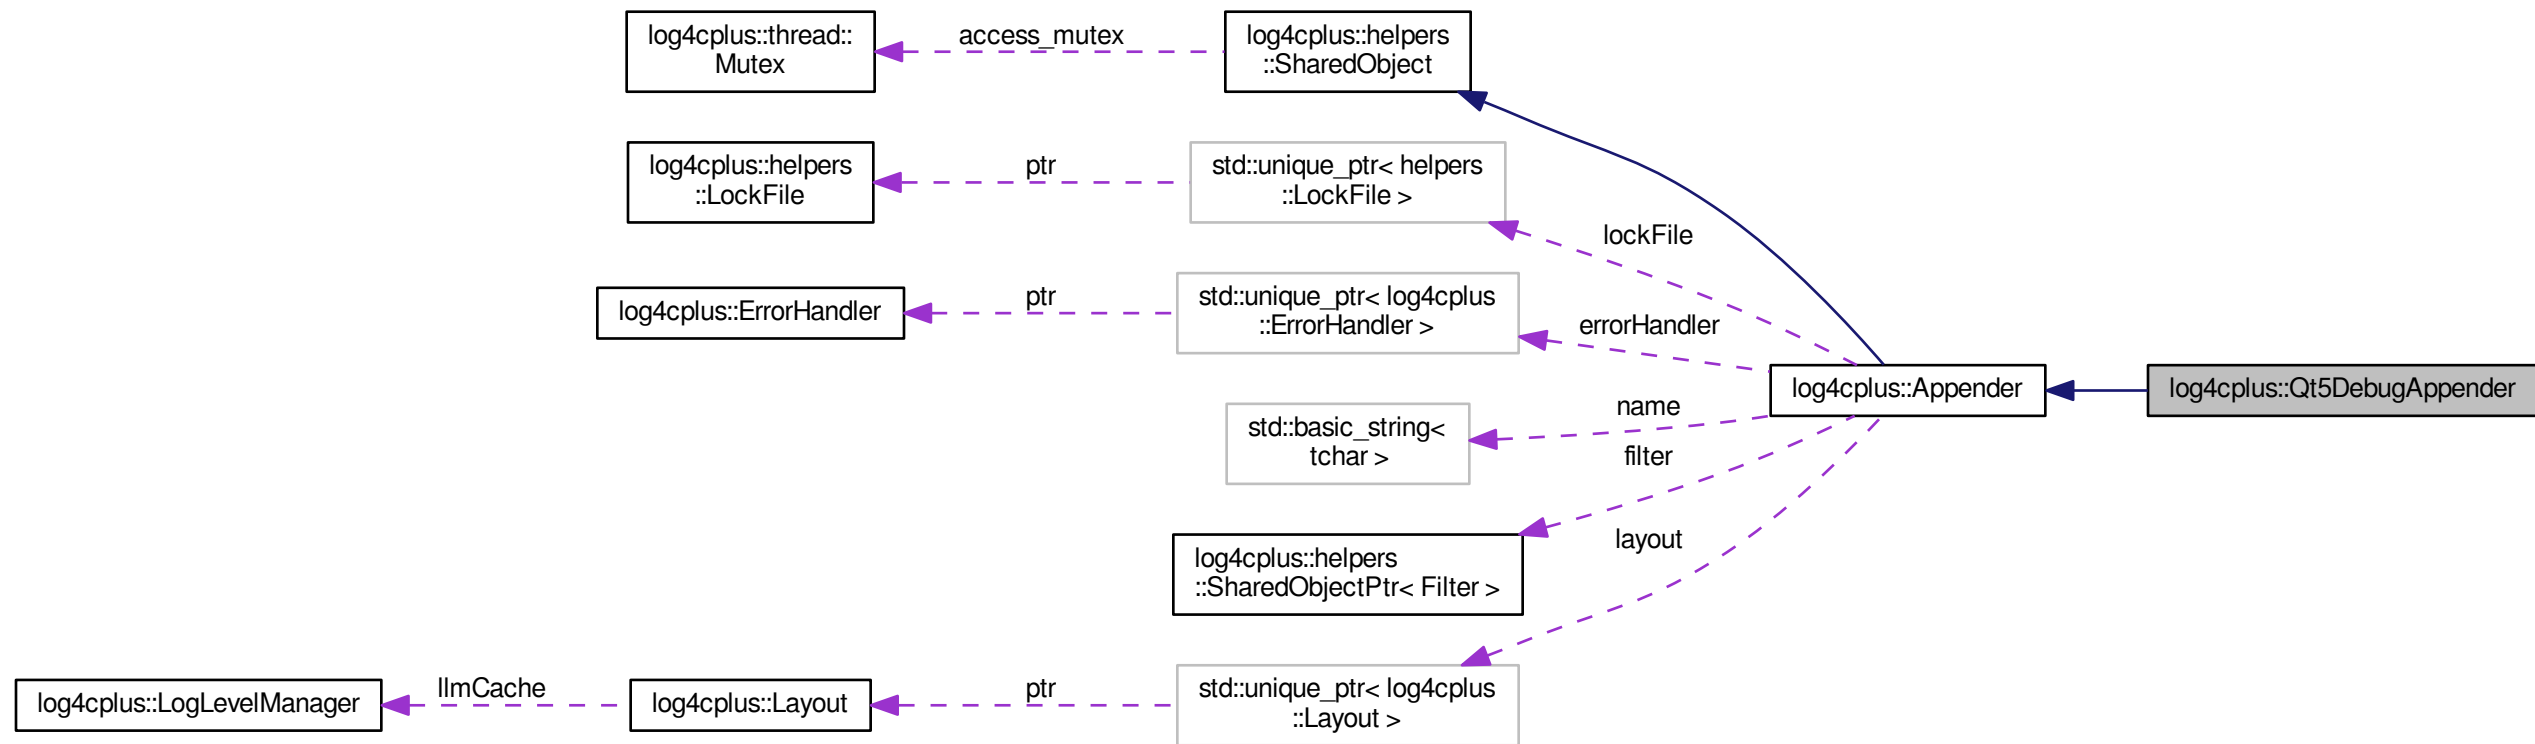 log4cplus::thread::
Mutex
access_mutex
log4cplus::helpers
::SharedObject
log4cplus::helpers
::LockFile
ptr
std::unique_ptr< helpers
::LockFile >
lockFile
log4cplus::ErrorHandler
ptr
std::unique_ptr< log4cplus
::ErrorHandler >
errorHandler
log4cplus::Appender
log4cplus::Qt5DebugAppender
name
std::basic_string<
tchar >
filter
log4cplus::helpers
::SharedObjectPtr< Filter >
layout
log4cplus::LogLevelManager
llmCache
log4cplus::Layout
ptr
std::unique_ptr< log4cplus
::Layout >